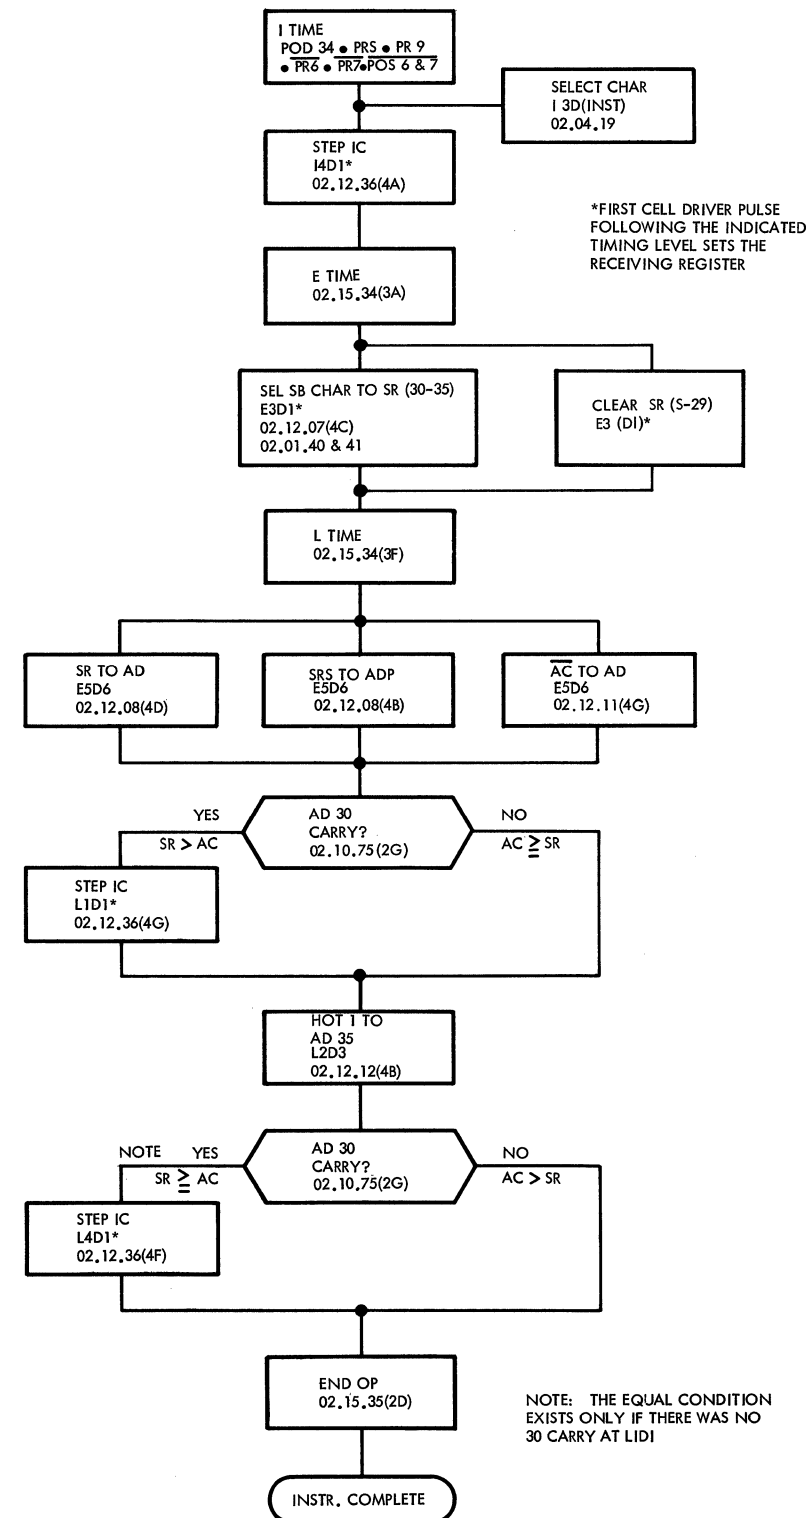 I TIME
POD 34 • PRS • PR 9
• PR6 • PR7•POS 6 & 7
SELECT CHAR
I 3D(INST)
02.04.19
STEP IC
I4D1*
02.12.36(4A)
*FIRST CELL DRIVER PULSE
FOLLOWING THE INDICATED
TIMING LEVEL SETS THE
RECEIVING REGISTER
E TIME
02.15.34(3A)
SEL SB CHAR TO SR (30-35)
E3D1*
02.12.07(4C)
02.01.40 & 41
CLEAR SR (S-29)
E3 (D1)*
L TIME
02.15.34(3F)
SR TO AD
E5D6
02.12.08(4D)
SRS TO ADP
E5D6
02.12.08(4B)
A̅C̅ TO AD
E5D6
02.12.11(4G)
AD 30
CARRY?
02.10.75(2G)
YES
SR > AC
NO
AC ≧ SR
STEP IC
L1D1*
02.12.36(4G)
HOT 1 TO
AD 35
L2D3
02.12.12(4B)
AD 30
CARRY?
02.10.75(2G)
NOTE YES
SR ≧ AC
NO
AC > SR
STEP IC
L4D1*
02.12.36(4F)
END OP
02.15.35(2D)
NOTE: THE EQUAL CONDITION
EXISTS ONLY IF THERE WAS NO
30 CARRY AT LIDI
INSTR. COMPLETE